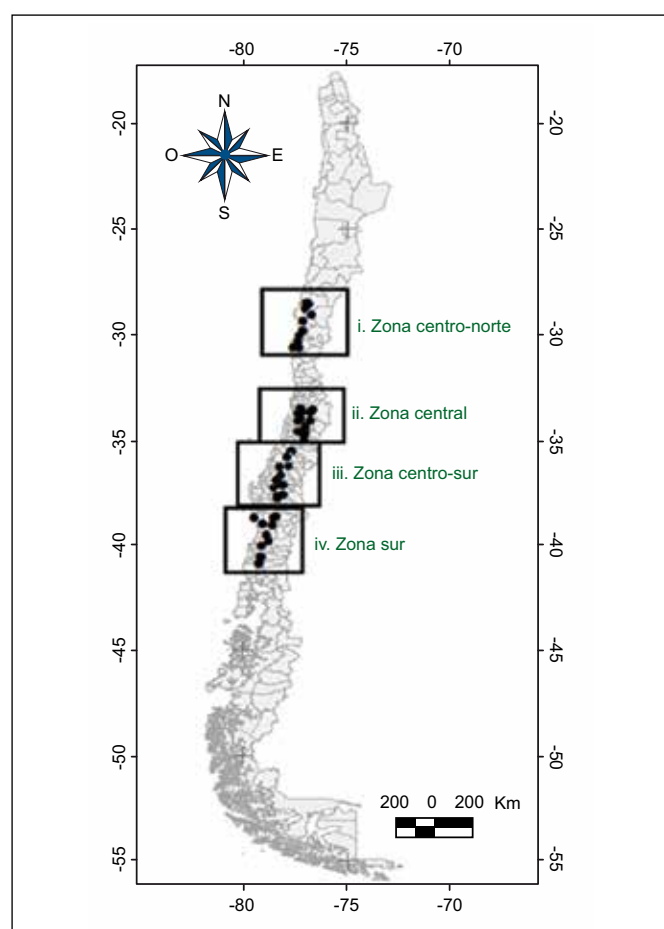 -80 -75 -70
N
O E
S
-20 -20
-25 -25
-30 -30
i. Zona centro-norte
ii. Zona central
-35 -35
iii. Zona centro-sur
iv. Zona sur
-40 -40
-45 -45
-50 -50
200 0 200 Km
-55 -55
-80 -75 -70